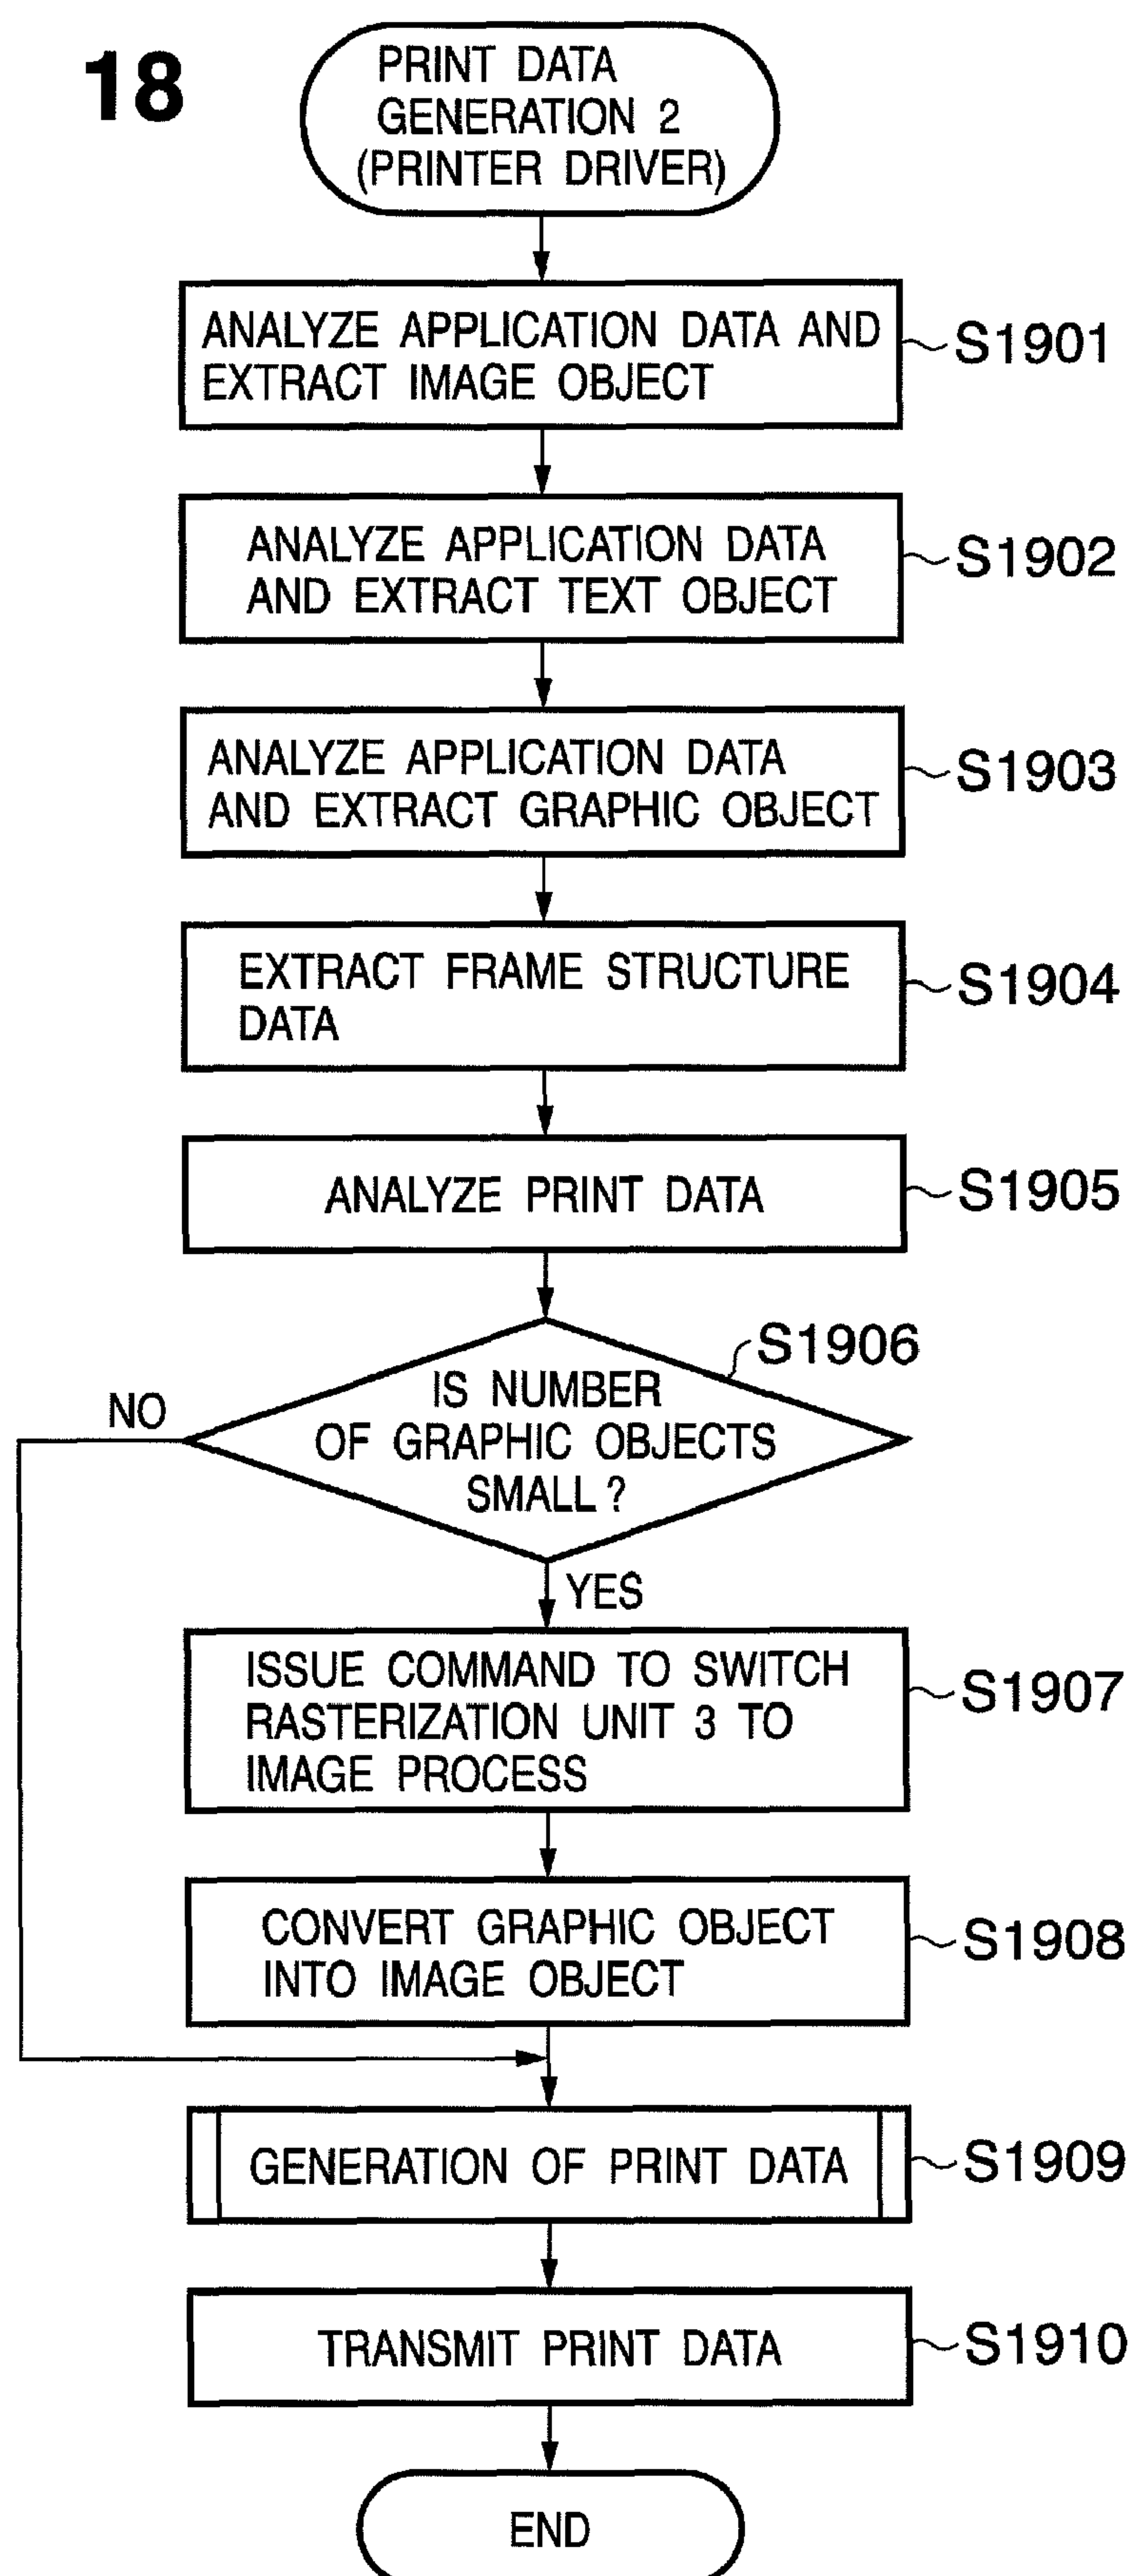 18
PRINT DATA
GENERATION 2
(PRINTER DRIVER)
ANALYZE APPLICATION DATA AND
EXTRACT IMAGE OBJECT
S1901
ANALYZE APPLICATION DATA
AND EXTRACT TEXT OBJECT
S1902
ANALYZE APPLICATION DATA
AND EXTRACT GRAPHIC OBJECT
S1903
EXTRACT FRAME STRUCTURE
DATA
S1904
ANALYZE PRINT DATA
S1905
S1906
IS NUMBER
OF GRAPHIC OBJECTS
SMALL ?
NO
YES
ISSUE COMMAND TO SWITCH
RASTERIZATION UNIT 3 TO
IMAGE PROCESS
S1907
CONVERT GRAPHIC OBJECT
INTO IMAGE OBJECT
S1908
GENERATION OF PRINT DATA
S1909
TRANSMIT PRINT DATA
S1910
END